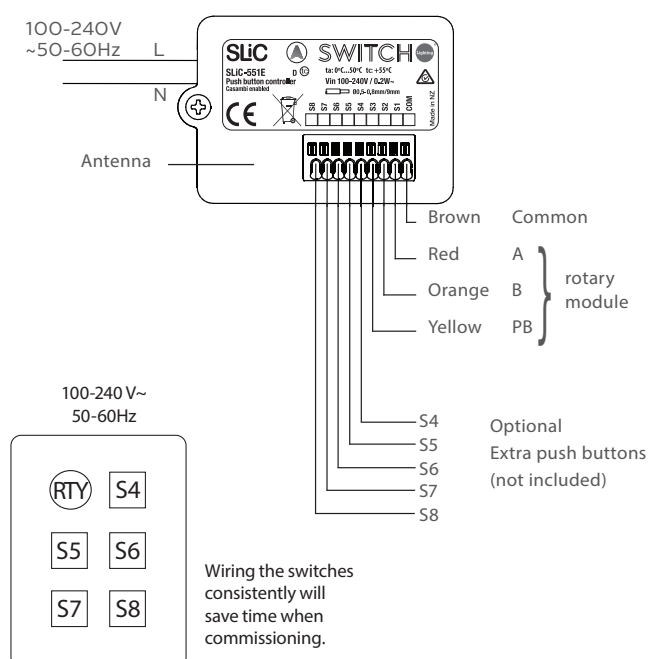 100-240V
~50-60Hz
L
N
SLiC
SWITCH
Lighting
SLiC-551E
Push button controller
Casambi enabled
ta: 0°C...50°C tc: +55°C
Vin 100-240V / 0.2W~
Ø0,5-0,8mm/9mm
CE
S8 S7 S6 S5 S4 S3 S2 S1 COM
Made in NZ
Antenna
Brown Common
Red A
Orange B
Yellow PB
rotary
module
S4
S5
S6
S7
S8
Optional
Extra push buttons
(not included)
100-240 V~
50-60Hz
RTY S4
S5 S6
S7 S8
Wiring the switches
consistently will
save time when
commissioning.